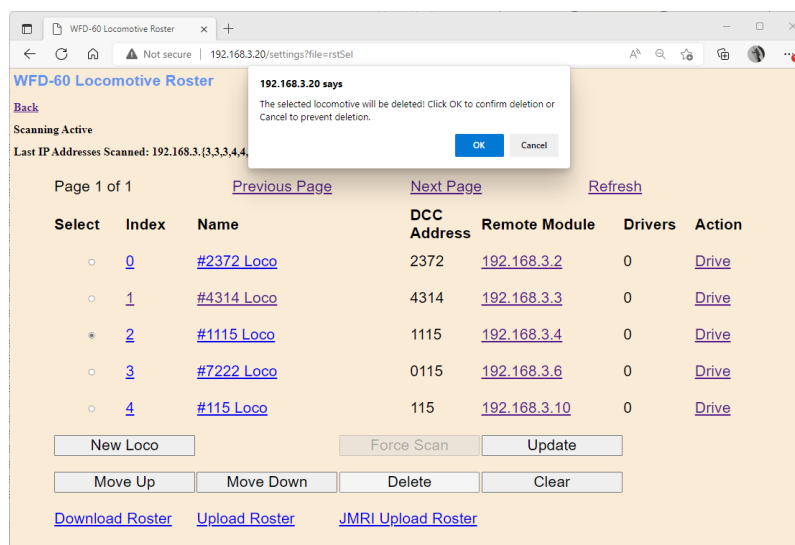 WFD-60 Locomotive Roster
Not secure | 192.168.3.20/settings?file=rstSel
WFD-60 Locomotive Roster
192.168.3.20 says
The selected locomotive will be deleted! Click OK to confirm deletion or
Cancel to prevent deletion.
OK Cancel
Back
Scanning Active
Last IP Addresses Scanned: 192.168.3.{3,3,3,4,4,
Page 1 of 1 Previous Page Next Page Refresh
Select Index Name DCC Address Remote Module Drivers Action
0 #2372 Loco 2372 192.168.3.2 0 Drive
1 #4314 Loco 4314 192.168.3.3 0 Drive
2 #1115 Loco 1115 192.168.3.4 0 Drive
3 #7222 Loco 0115 192.168.3.6 0 Drive
4 #115 Loco 115 192.168.3.10 0 Drive
New Loco Force Scan Update
Move Up Move Down Delete Clear
Download Roster Upload Roster JMRI Upload Roster